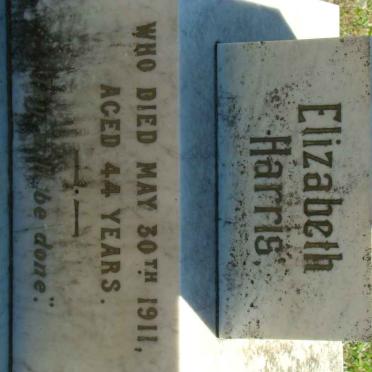 Elizabeth
Harris,
WHO DIED MAY 30TH 1911,
AGED 44 YEARS.
be done."